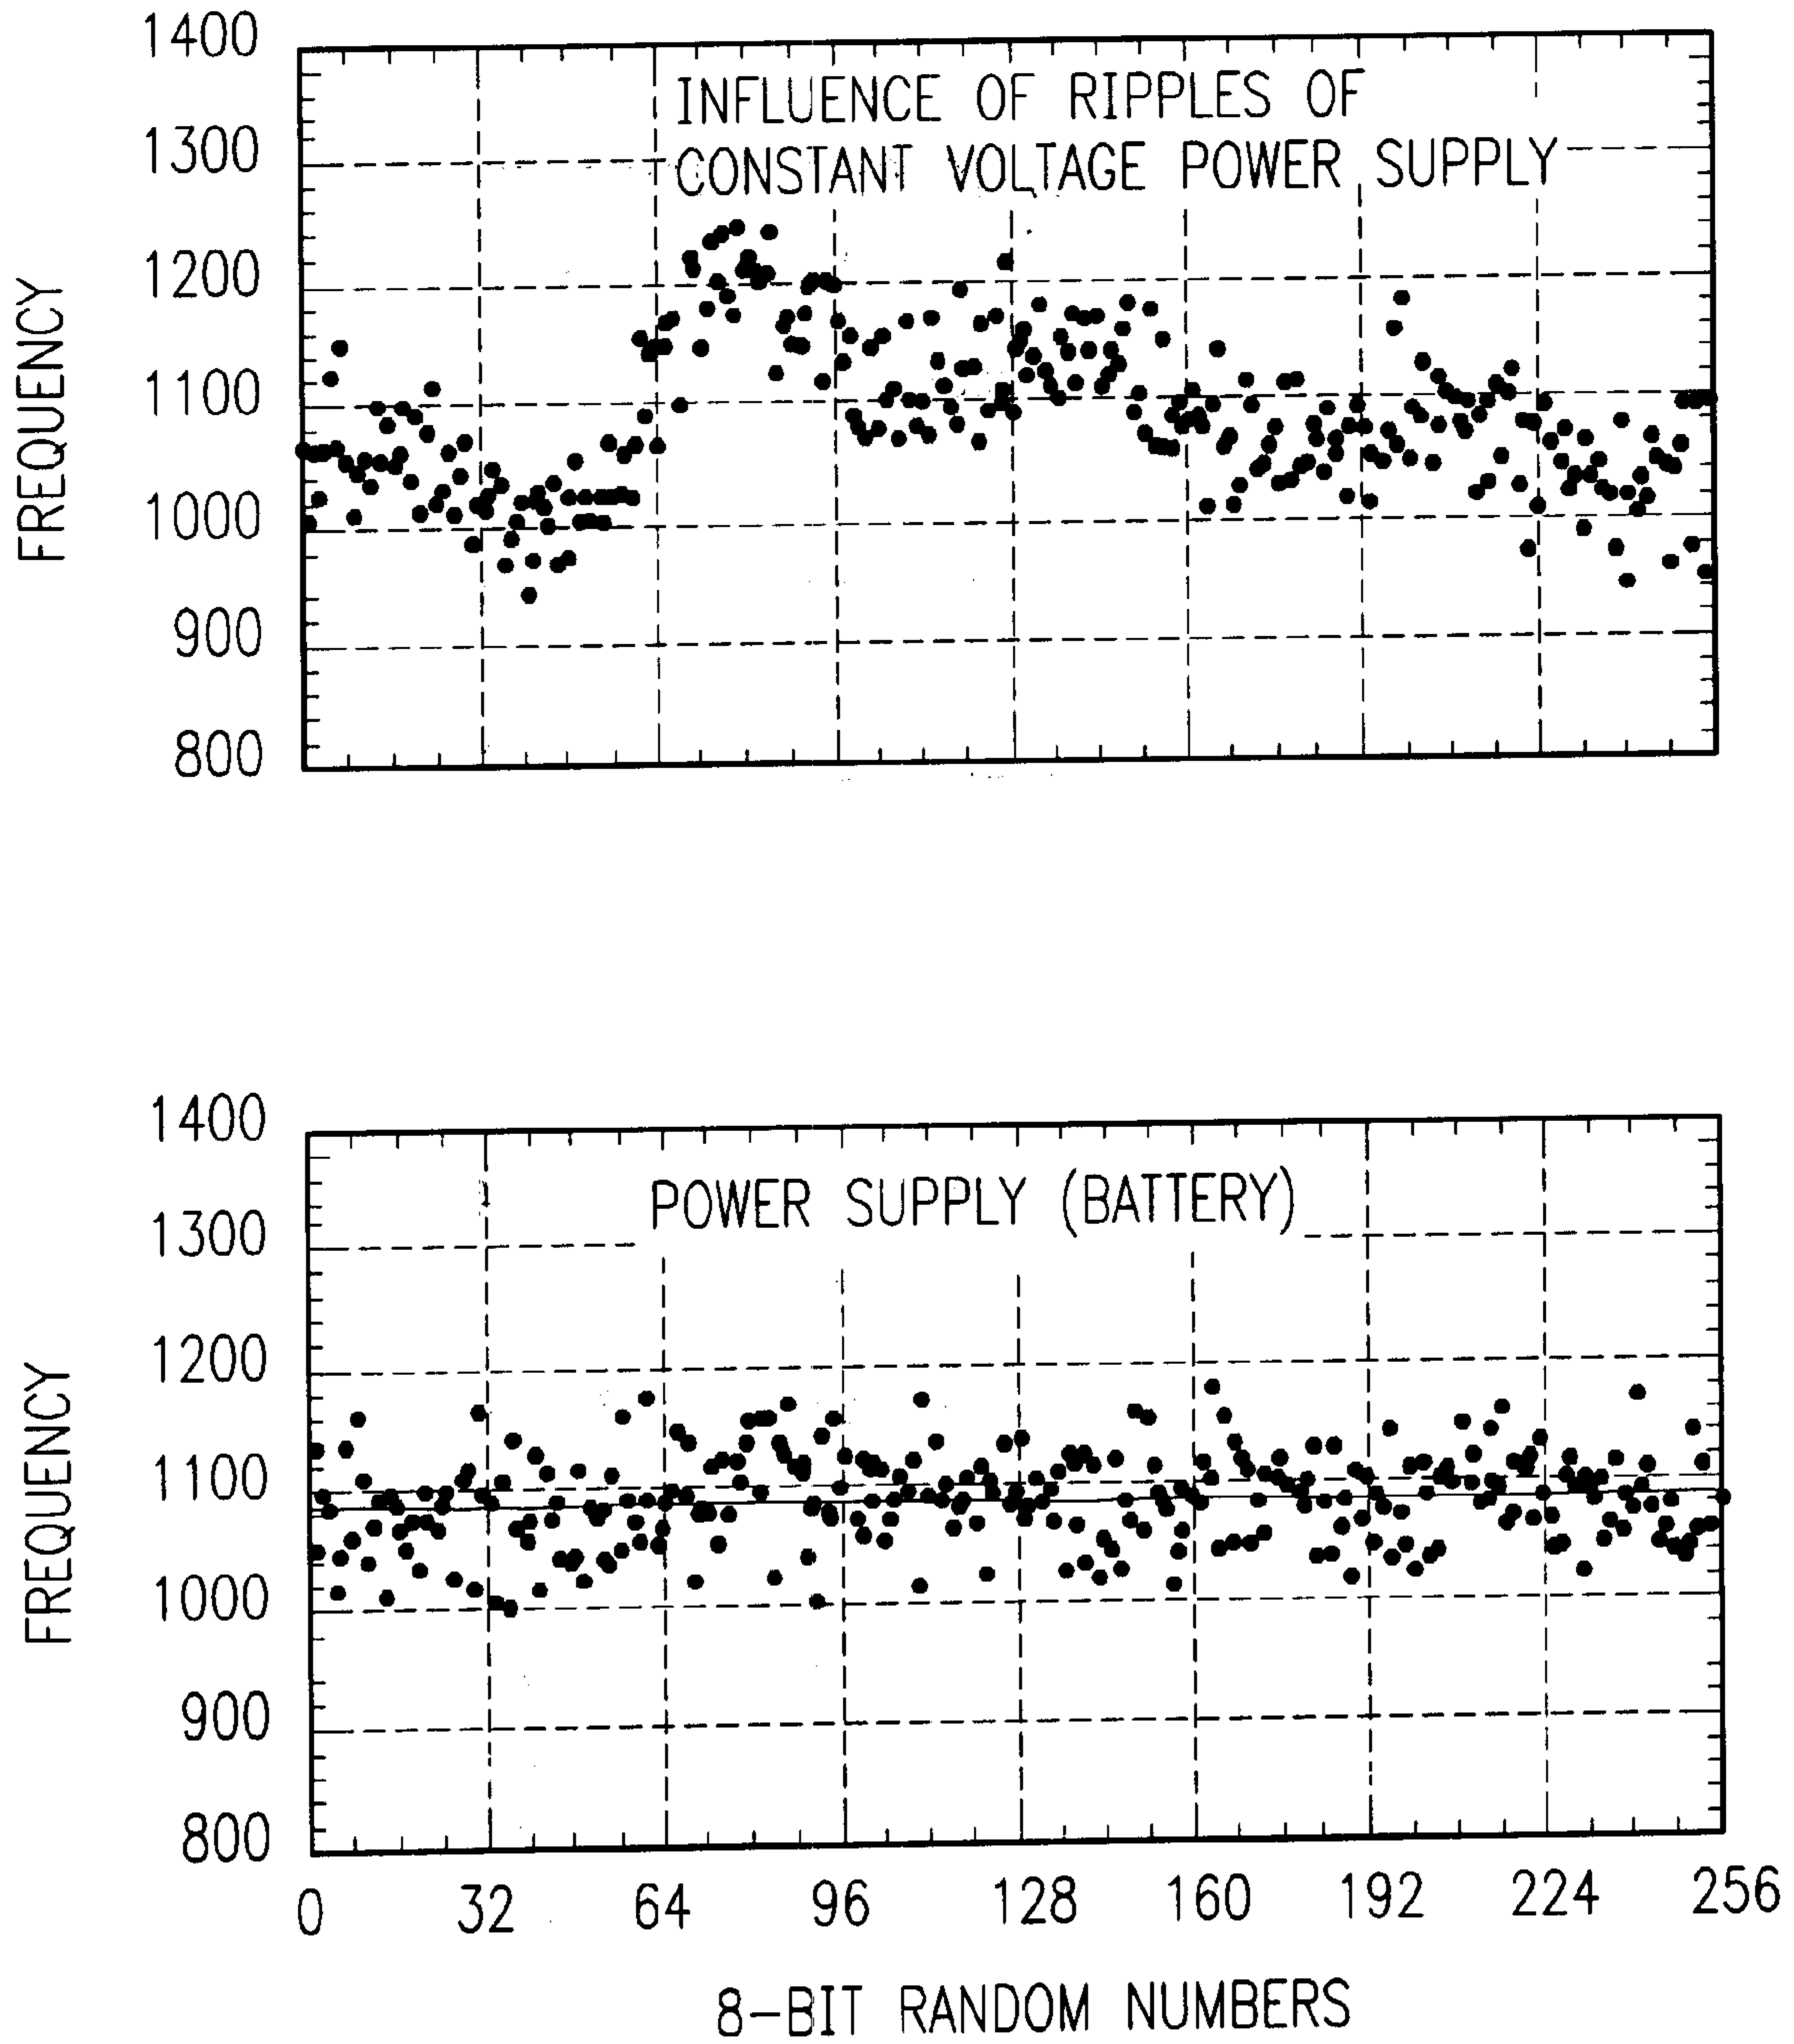 1400
INFLUENCE OF RIPPLES OF
1300
CONSTANT VOLTAGE POWER SUPPLY
1200
1100
1000
900
800
FREQUENCY
1400
POWER SUPPLY (BATTERY)
1300
1200
1100
1000
900
800
FREQUENCY
0 32 64 96 128 160 192 224 256
8-BIT RANDOM NUMBERS